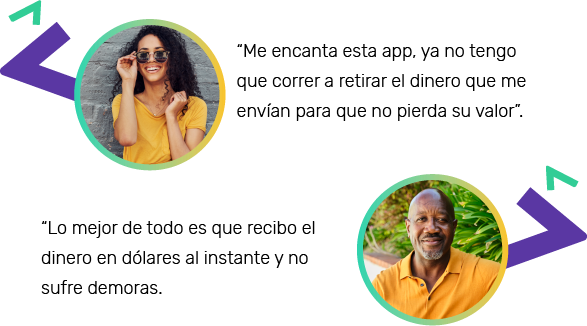 “Me encanta esta app, ya no tengo
que correr a retirar el dinero que me
envían para que no pierda su valor”.
“Lo mejor de todo es que recibo el
dinero en dólares al instante y no
sufre demoras.